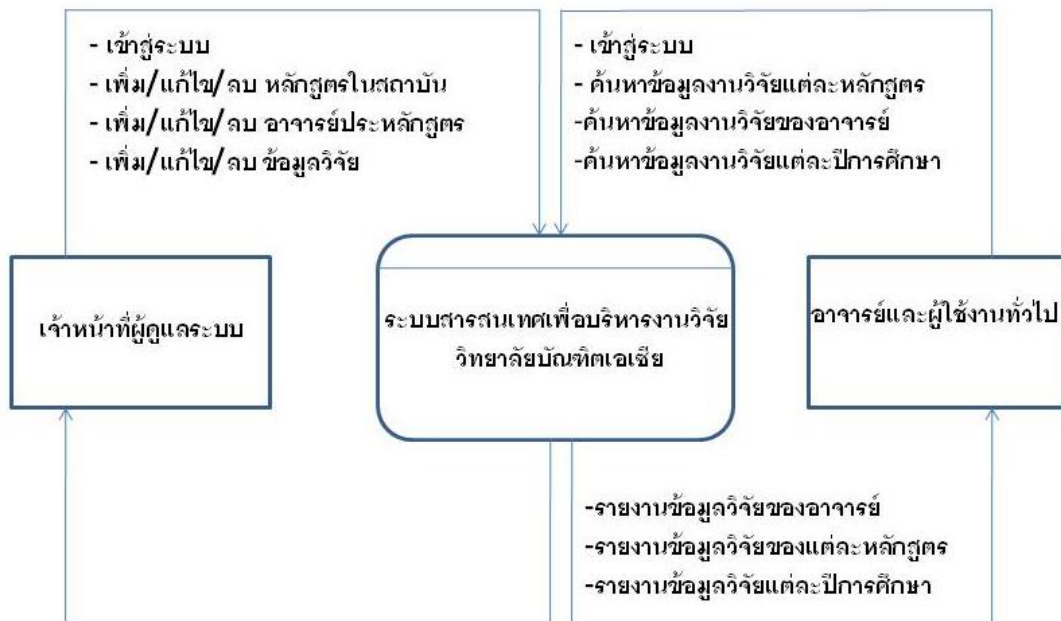 - เข้าสู่ระบบ
- เพิ่ม/แก้ไข/ลบ หลักสูตรในสถาบัน
- เพิ่ม/แก้ไข/ลบ อาจารย์ประหลักสูตร
- เพิ่ม/แก้ไข/ลบ ข้อมูลวิจัย
- เข้าสู่ระบบ
- ค้นหาข้อมูลงานวิจัยแต่ละหลักสูตร
-ค้นหาข้อมูลงานวิจัยของอาจารย์
-ค้นหาข้อมูลงานวิจัยแต่ละปีการศึกษา
เจ้าหน้าที่ผู้ดูแลระบบ
ระบบสารสนเทศเพื่อบริหารงานวิจัย
วิทยาลัยบัณฑิตเอเซีย
อาจารย์และผู้ใช้งานทั่วไป
-รายงานข้อมูลวิจัยของอาจารย์
-รายงานข้อมูลวิจัยของแต่ละหลักสูตร
-รายงานข้อมูลวิจัยแต่ละปีการศึกษา